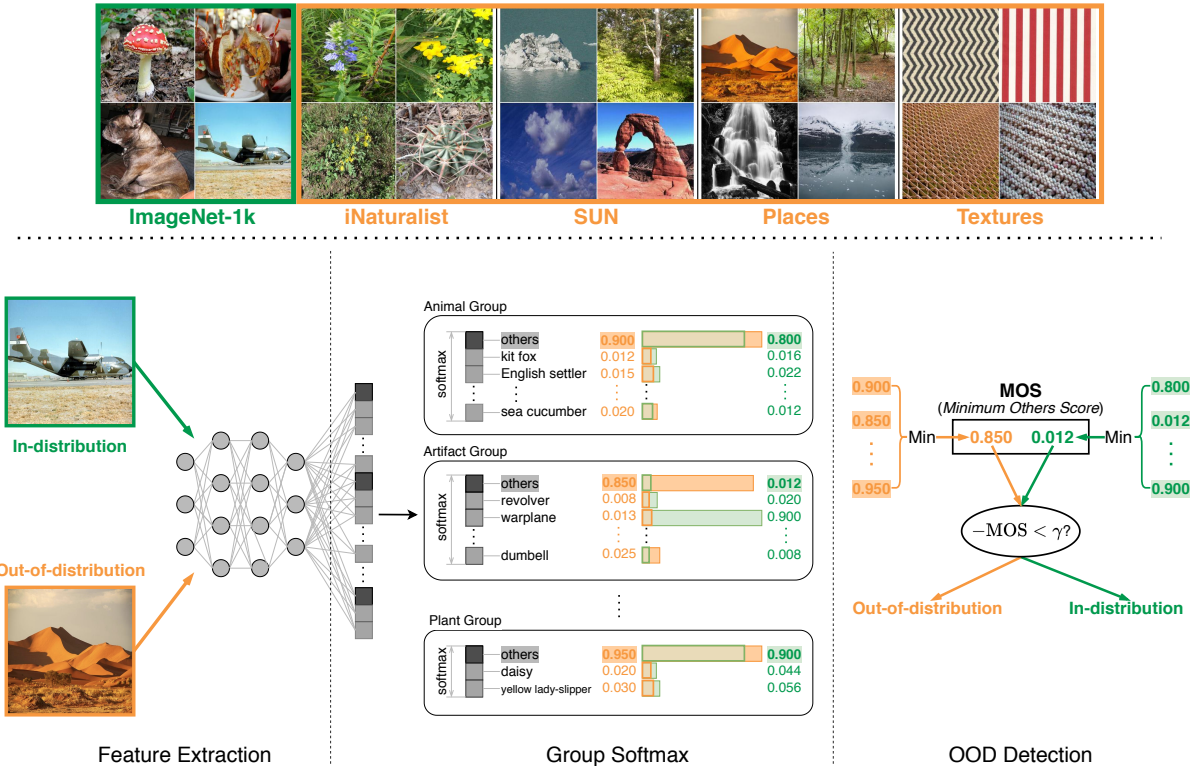 ImageNet-1k
iNaturalist
SUN
Places
Textures
In-distribution
Out-of-distribution
Feature Extraction
Animal Group
softmax
others 0.900 0.800
kit fox 0.012 0.016
English settler 0.015 0.022
sea cucumber 0.020 0.012
Artifact Group
softmax
others 0.850 0.012
revolver 0.008 0.020
warplane 0.013 0.900
dumbell 0.025 0.008
Plant Group
softmax
others 0.950 0.900
daisy 0.020 0.044
yellow lady-slipper 0.030 0.056
Group Softmax
0.900
0.850
0.950
Min
MOS
(Minimum Others Score)
0.850 0.012
Min
0.800
0.012
0.900
−MOS < γ?
Out-of-distribution
In-distribution
OOD Detection